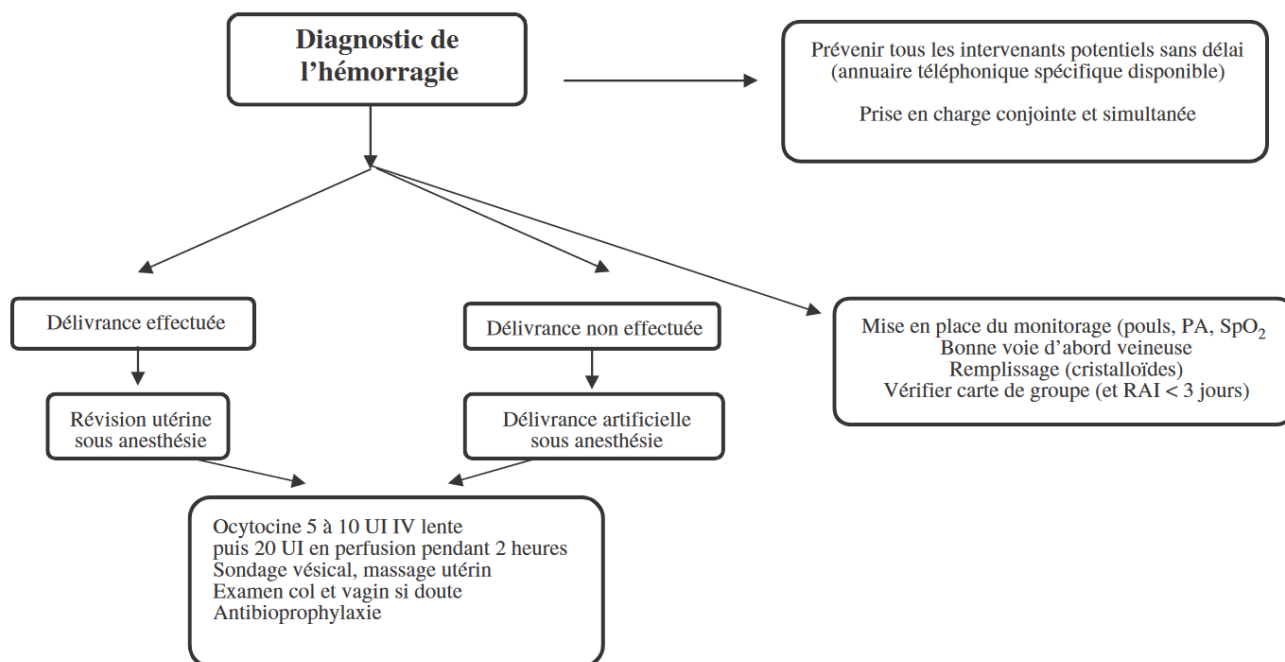 Diagnostic de
l’hémorragie
Prévenir tous les intervenants potentiels sans délai
(annuaire téléphonique spécifique disponible)
Prise en charge conjointe et simultanée
Délivrance effectuée
Délivrance non effectuée
Mise en place du monitorage (pouls, PA, SpO₂
Bonne voie d’abord veineuse
Remplissage (cristalloïdes)
Vérifier carte de groupe (et RAI < 3 jours)
Révision utérine
sous anesthésie
Délivrance artificielle
sous anesthésie
Ocytocine 5 à 10 UI IV lente
puis 20 UI en perfusion pendant 2 heures
Sondage vésical, massage utérin
Examen col et vagin si doute
Antibioprophylaxie